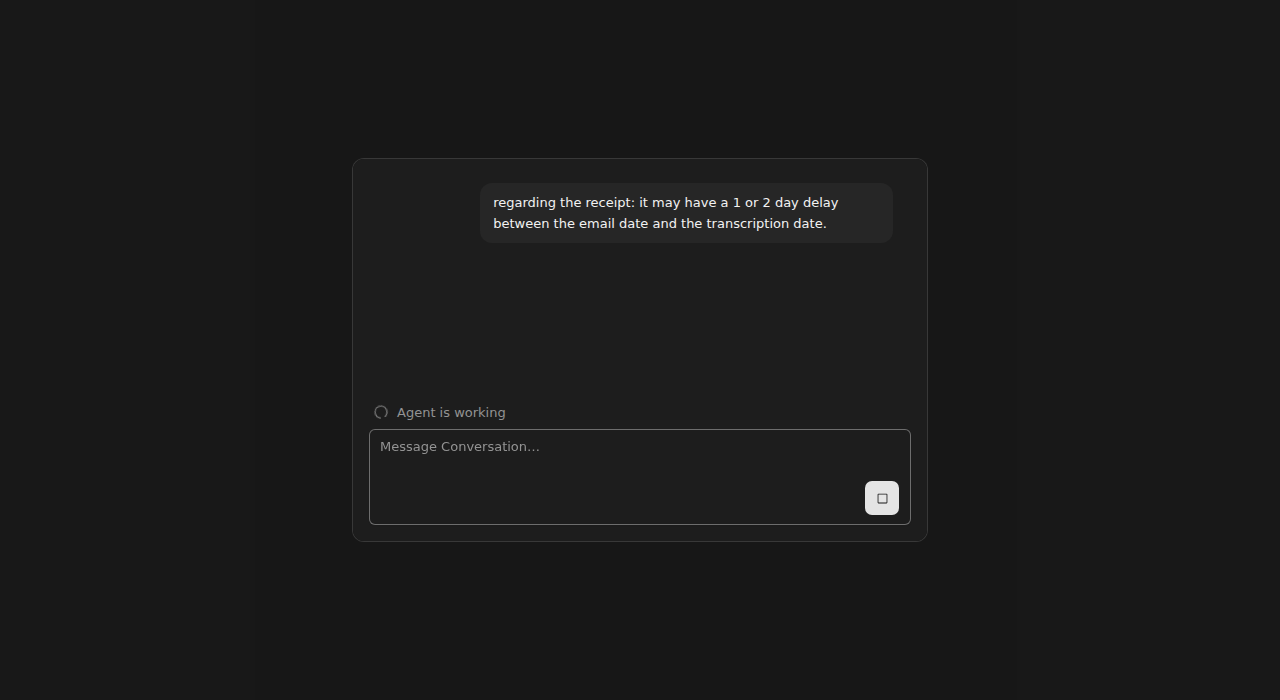 regarding the receipt: it may have a 1 or 2 day delay
between the email date and the transcription date.
Agent is working
Message Conversation...